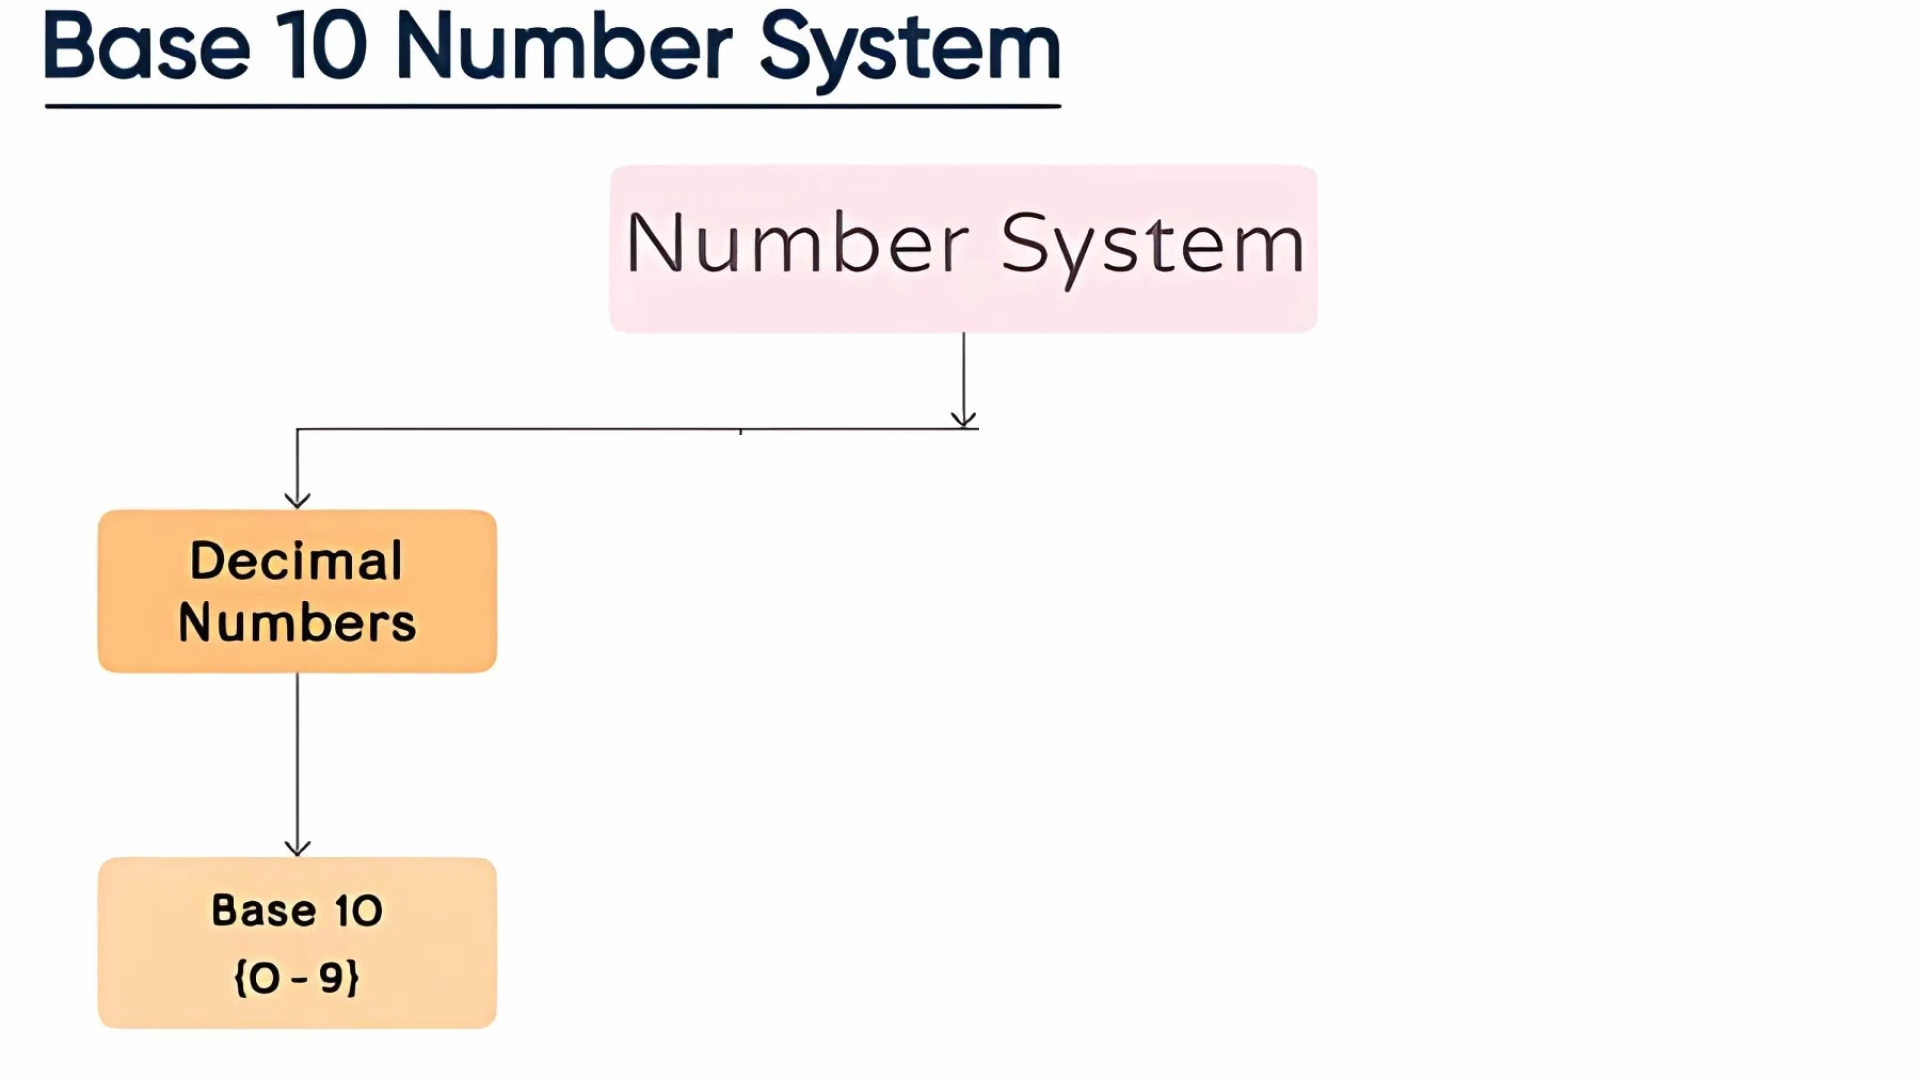 Base 10 Number System
Number System
Decimal
Numbers
Base 10
{0 - 9}